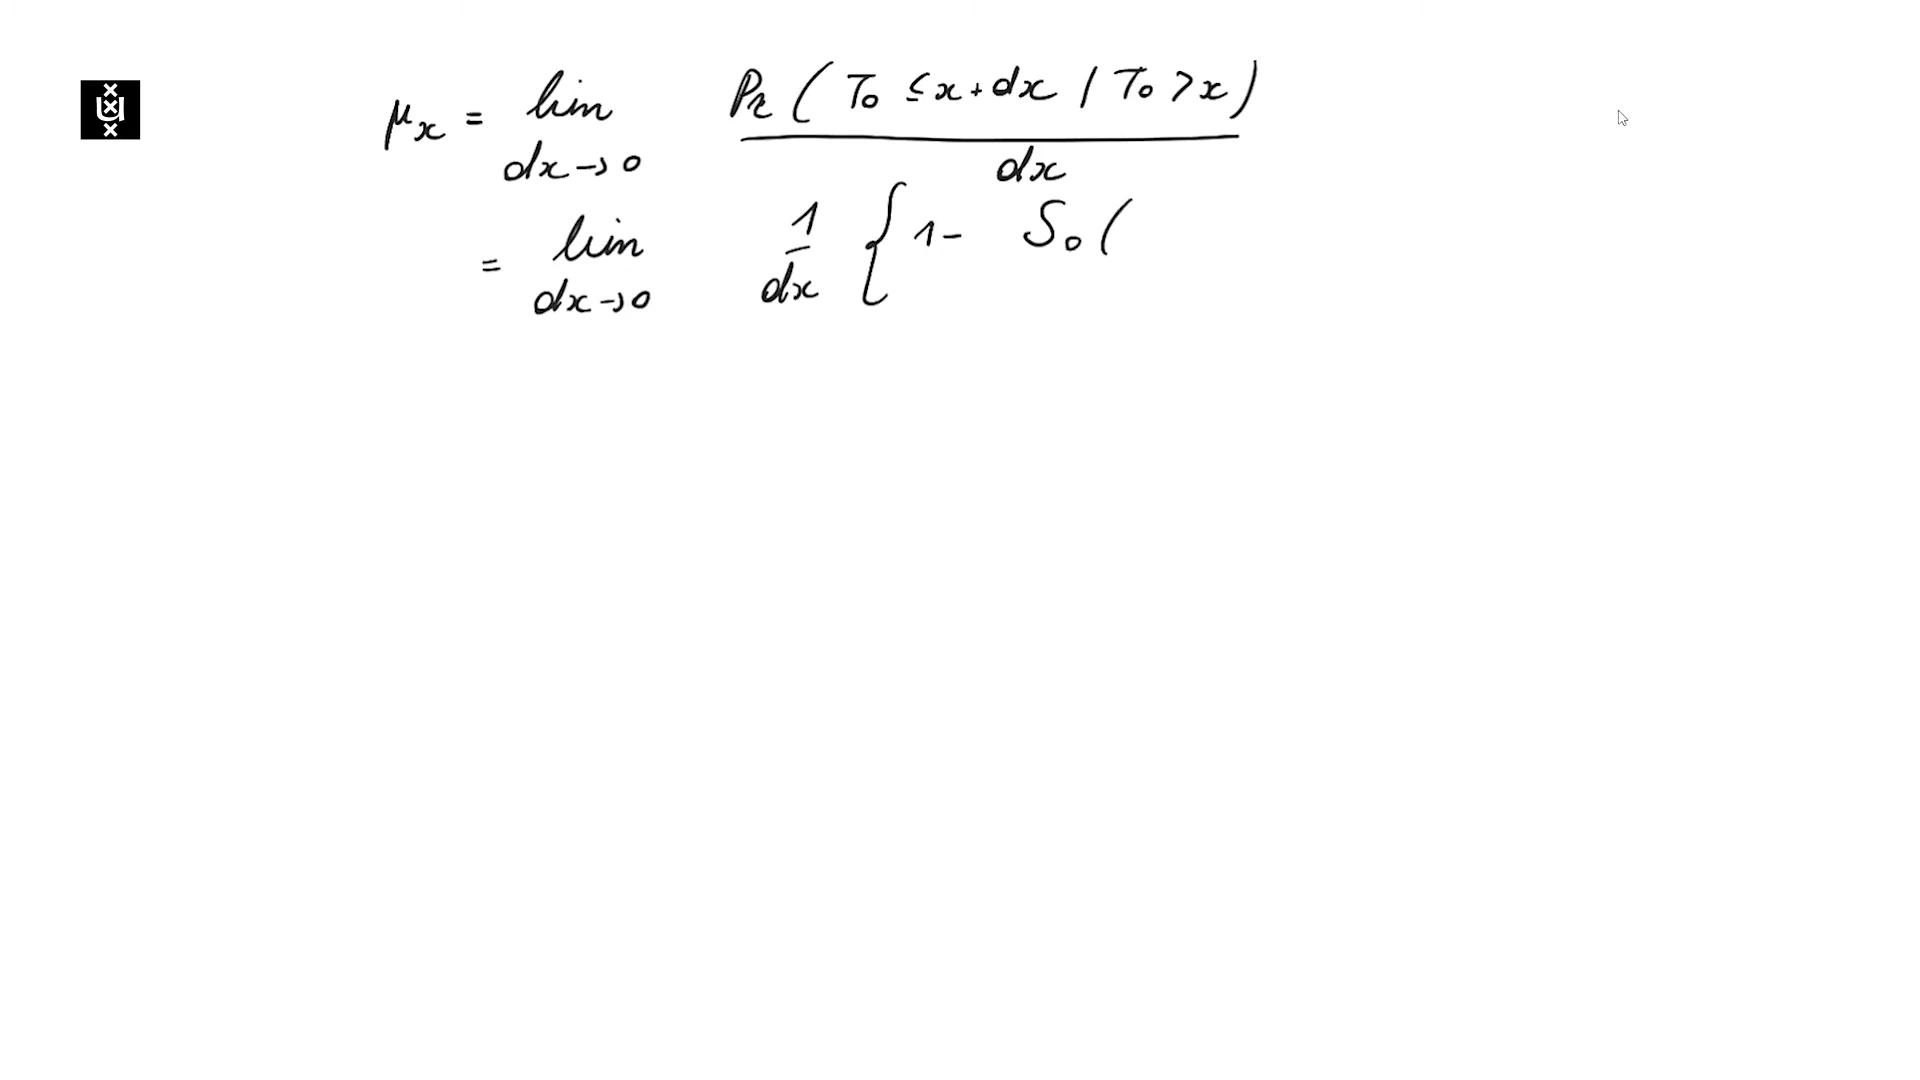 μx = lim Pr ( T0 ≤ x + dx | T0 > x )
dx → 0 dx
= lim 1 { 1 - S0 (
dx → 0 dx